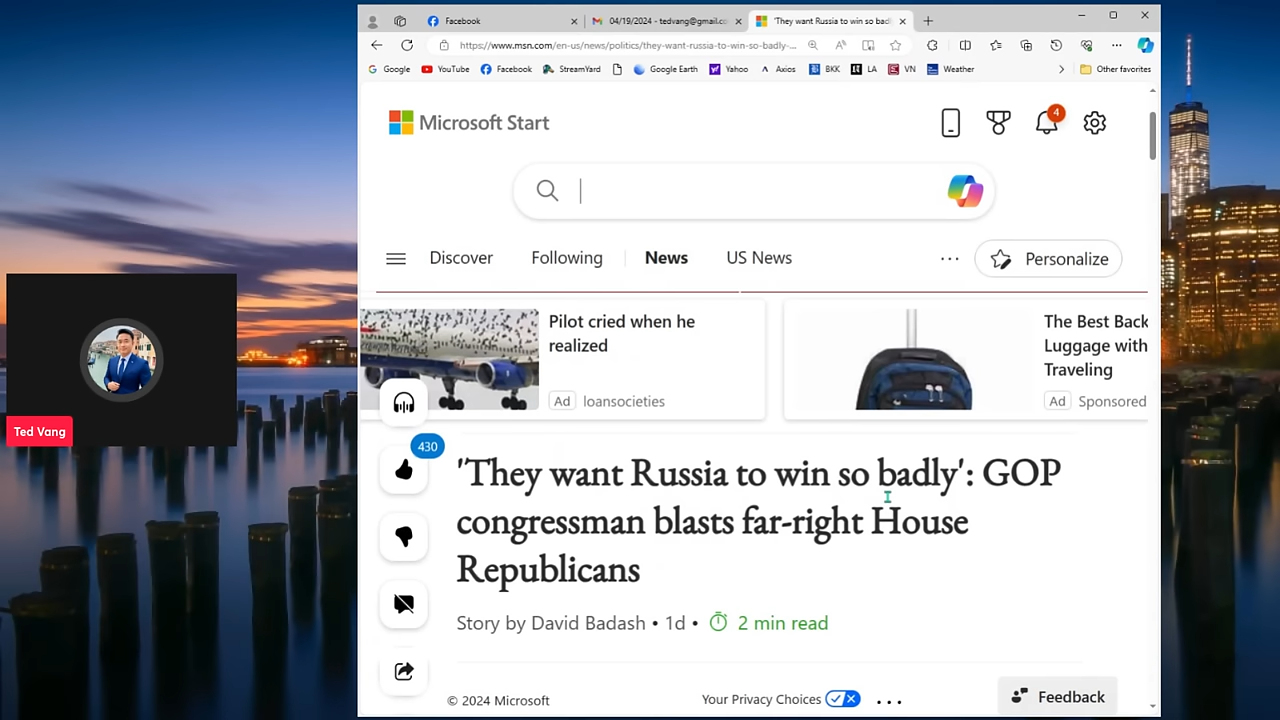 Facebook
04/19/2024 - tedvang@gmail.co
'They want Russia to win so bad
https://www.msn.com/en-us/news/politics/they-want-russia-to-win-so-badly-...
Google
YouTube
Facebook
StreamYard
Google Earth
Yahoo
Axios
BKK
LA
VN
Weather
Other favorites
Microsoft Start
4
Discover
Following
News
US News
Personalize
Pilot cried when he
realized
Ad loansocieties
The Best Back
Luggage with
Traveling
Ad Sponsored
430
'They want Russia to win so badly': GOP
congressman blasts far-right House
Republicans
Story by David Badash • 1d • 2 min read
© 2024 Microsoft
Your Privacy Choices
Feedback
Ted Vang